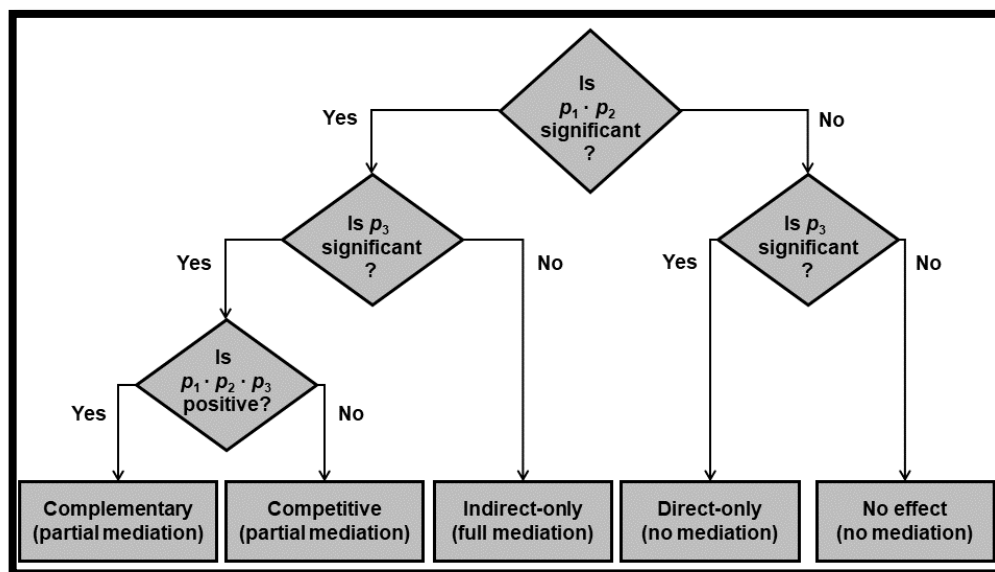 Is
p₁ · p₂
significant
?
Yes
No
Is p₃
significant
?
Yes
No
Is p₃
significant
?
Yes
No
Is
p₁ · p₂ · p₃
positive?
Yes
No
Complementary
(partial mediation)
Competitive
(partial mediation)
Indirect-only
(full mediation)
Direct-only
(no mediation)
No effect
(no mediation)